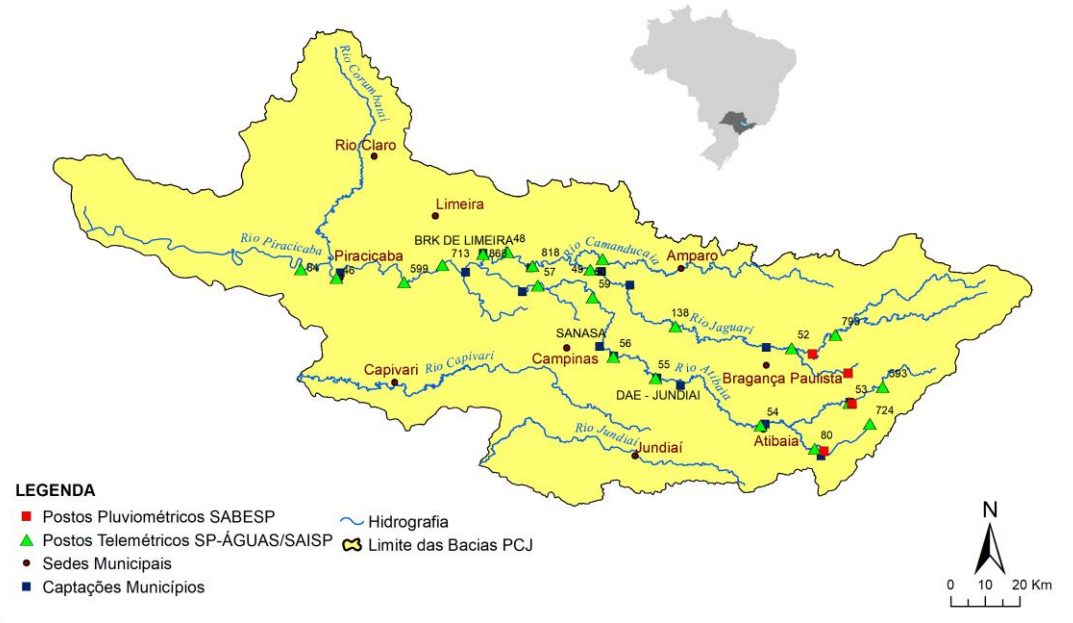 Rio Corumbataí
Rio Claro
Limeira
Rio Piracicaba
Piracicaba
84
46
599
BRK DE LIMEIRA
713
48
818
57
Rio Camanducaia
49
59
Amparo
138
Rio Jaguari
52
SANASA
Campinas
56
Rio Capivari
Capivari
55
DAE - JUNDIAI
Rio Atibaia
Bragança Paulista
593
53
724
54
Atibaia
80
Rio Jundiaí
Jundiaí
LEGENDA
Postos Pluviométricos SABESP
Postos Telemétricos SP-ÁGUAS/SAISP
Sedes Municipais
Captações Municípios
Hidrografia
Limite das Bacias PCJ
N
0 10 20 Km